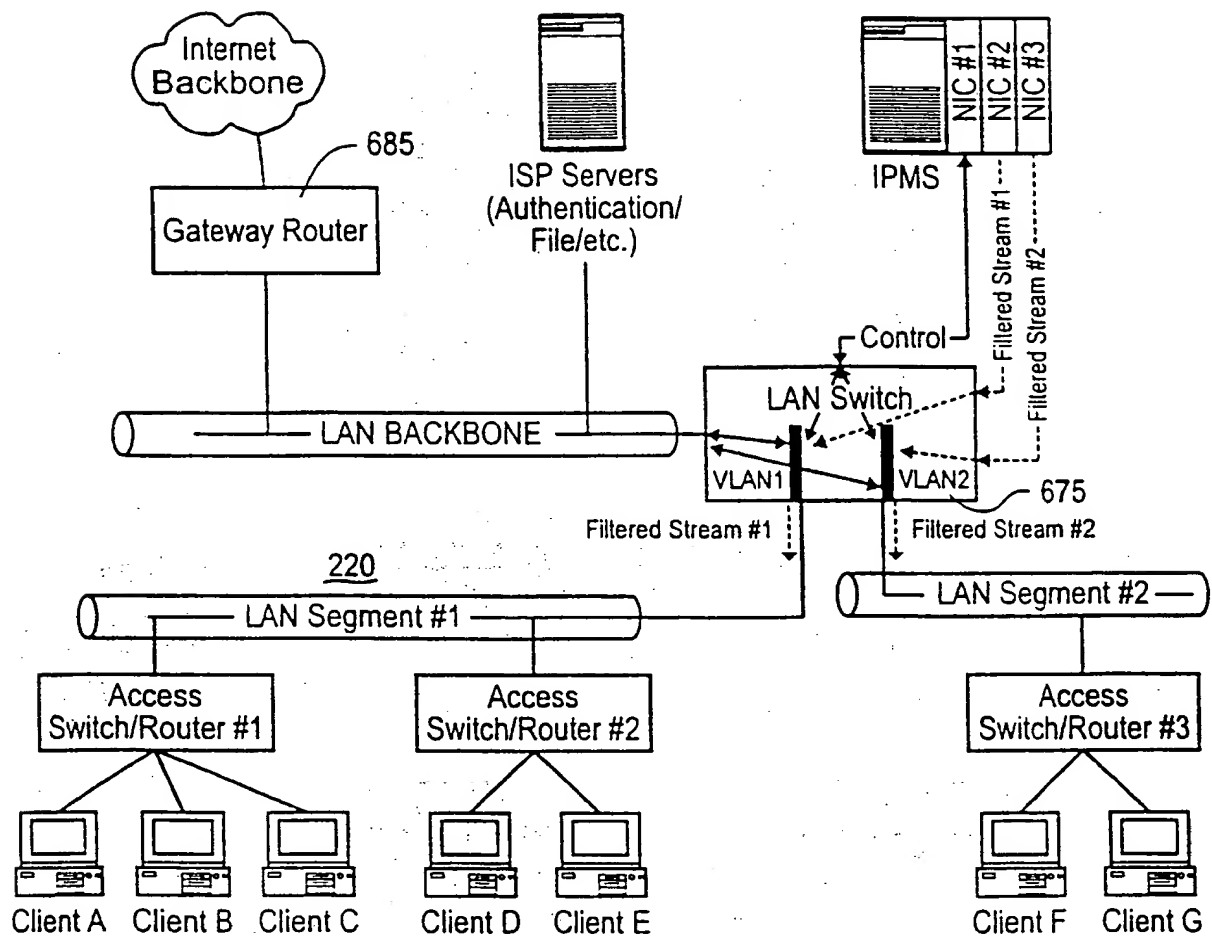 Internet
Backbone
685
Gateway Router
ISP Servers
(Authentication/
File/etc.)
NIC #1
NIC #2
NIC #3
IPMS
Filtered Stream #1
Filtered Stream #2
Control
LAN Switch
LAN BACKBONE
VLAN1
VLAN2
675
Filtered Stream #1
Filtered Stream #2
220
LAN Segment #1
LAN Segment #2
Access
Switch/Router #1
Access
Switch/Router #2
Access
Switch/Router #3
Client A
Client B
Client C
Client D
Client E
Client F
Client G